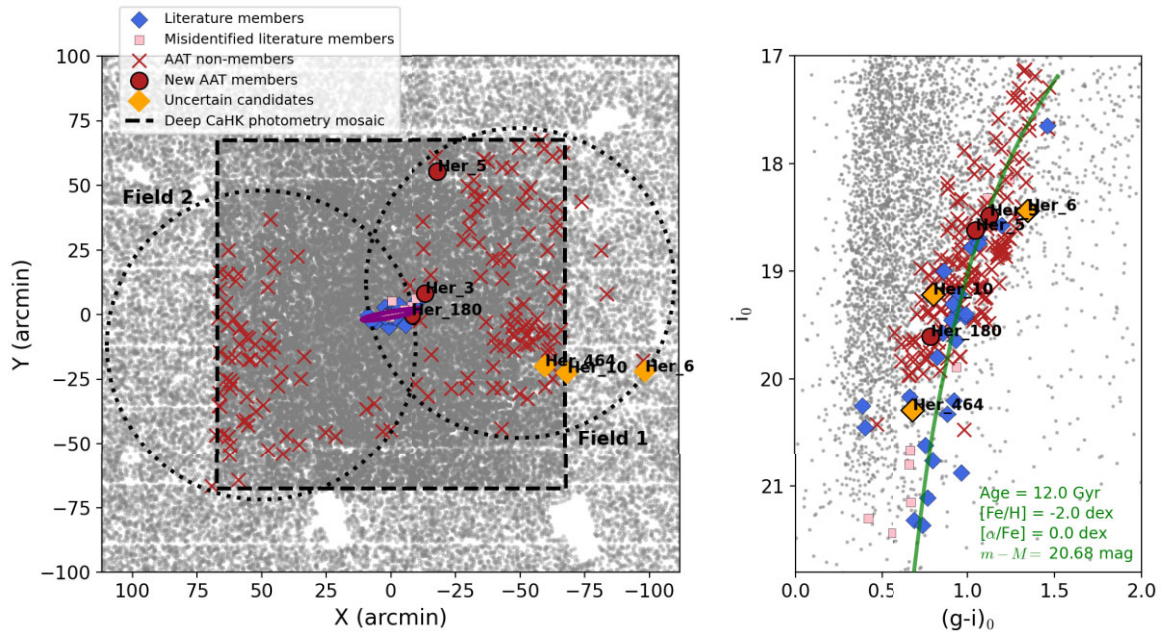 Literature members
Misidentified literature members
AAT non-members
New AAT members
Uncertain candidates
Deep CaHK photometry mosaic
100
75
50
25
0
−25
−50
−75
−100
Y (arcmin)
100
75
50
25
0
−25
−50
−75
−100
X (arcmin)
Field 2
Field 1
Her_5
Her_3
Her_180
Her_464
Her_10
Her_6
17
18
19
20
21
i0
0.0
0.5
1.0
1.5
2.0
(g-i)0
Her_6
Her_5
Her_10
Her_180
Her_464
Age = 12.0 Gyr
[Fe/H] = -2.0 dex
[α/Fe] = 0.0 dex
m − M = 20.68 mag